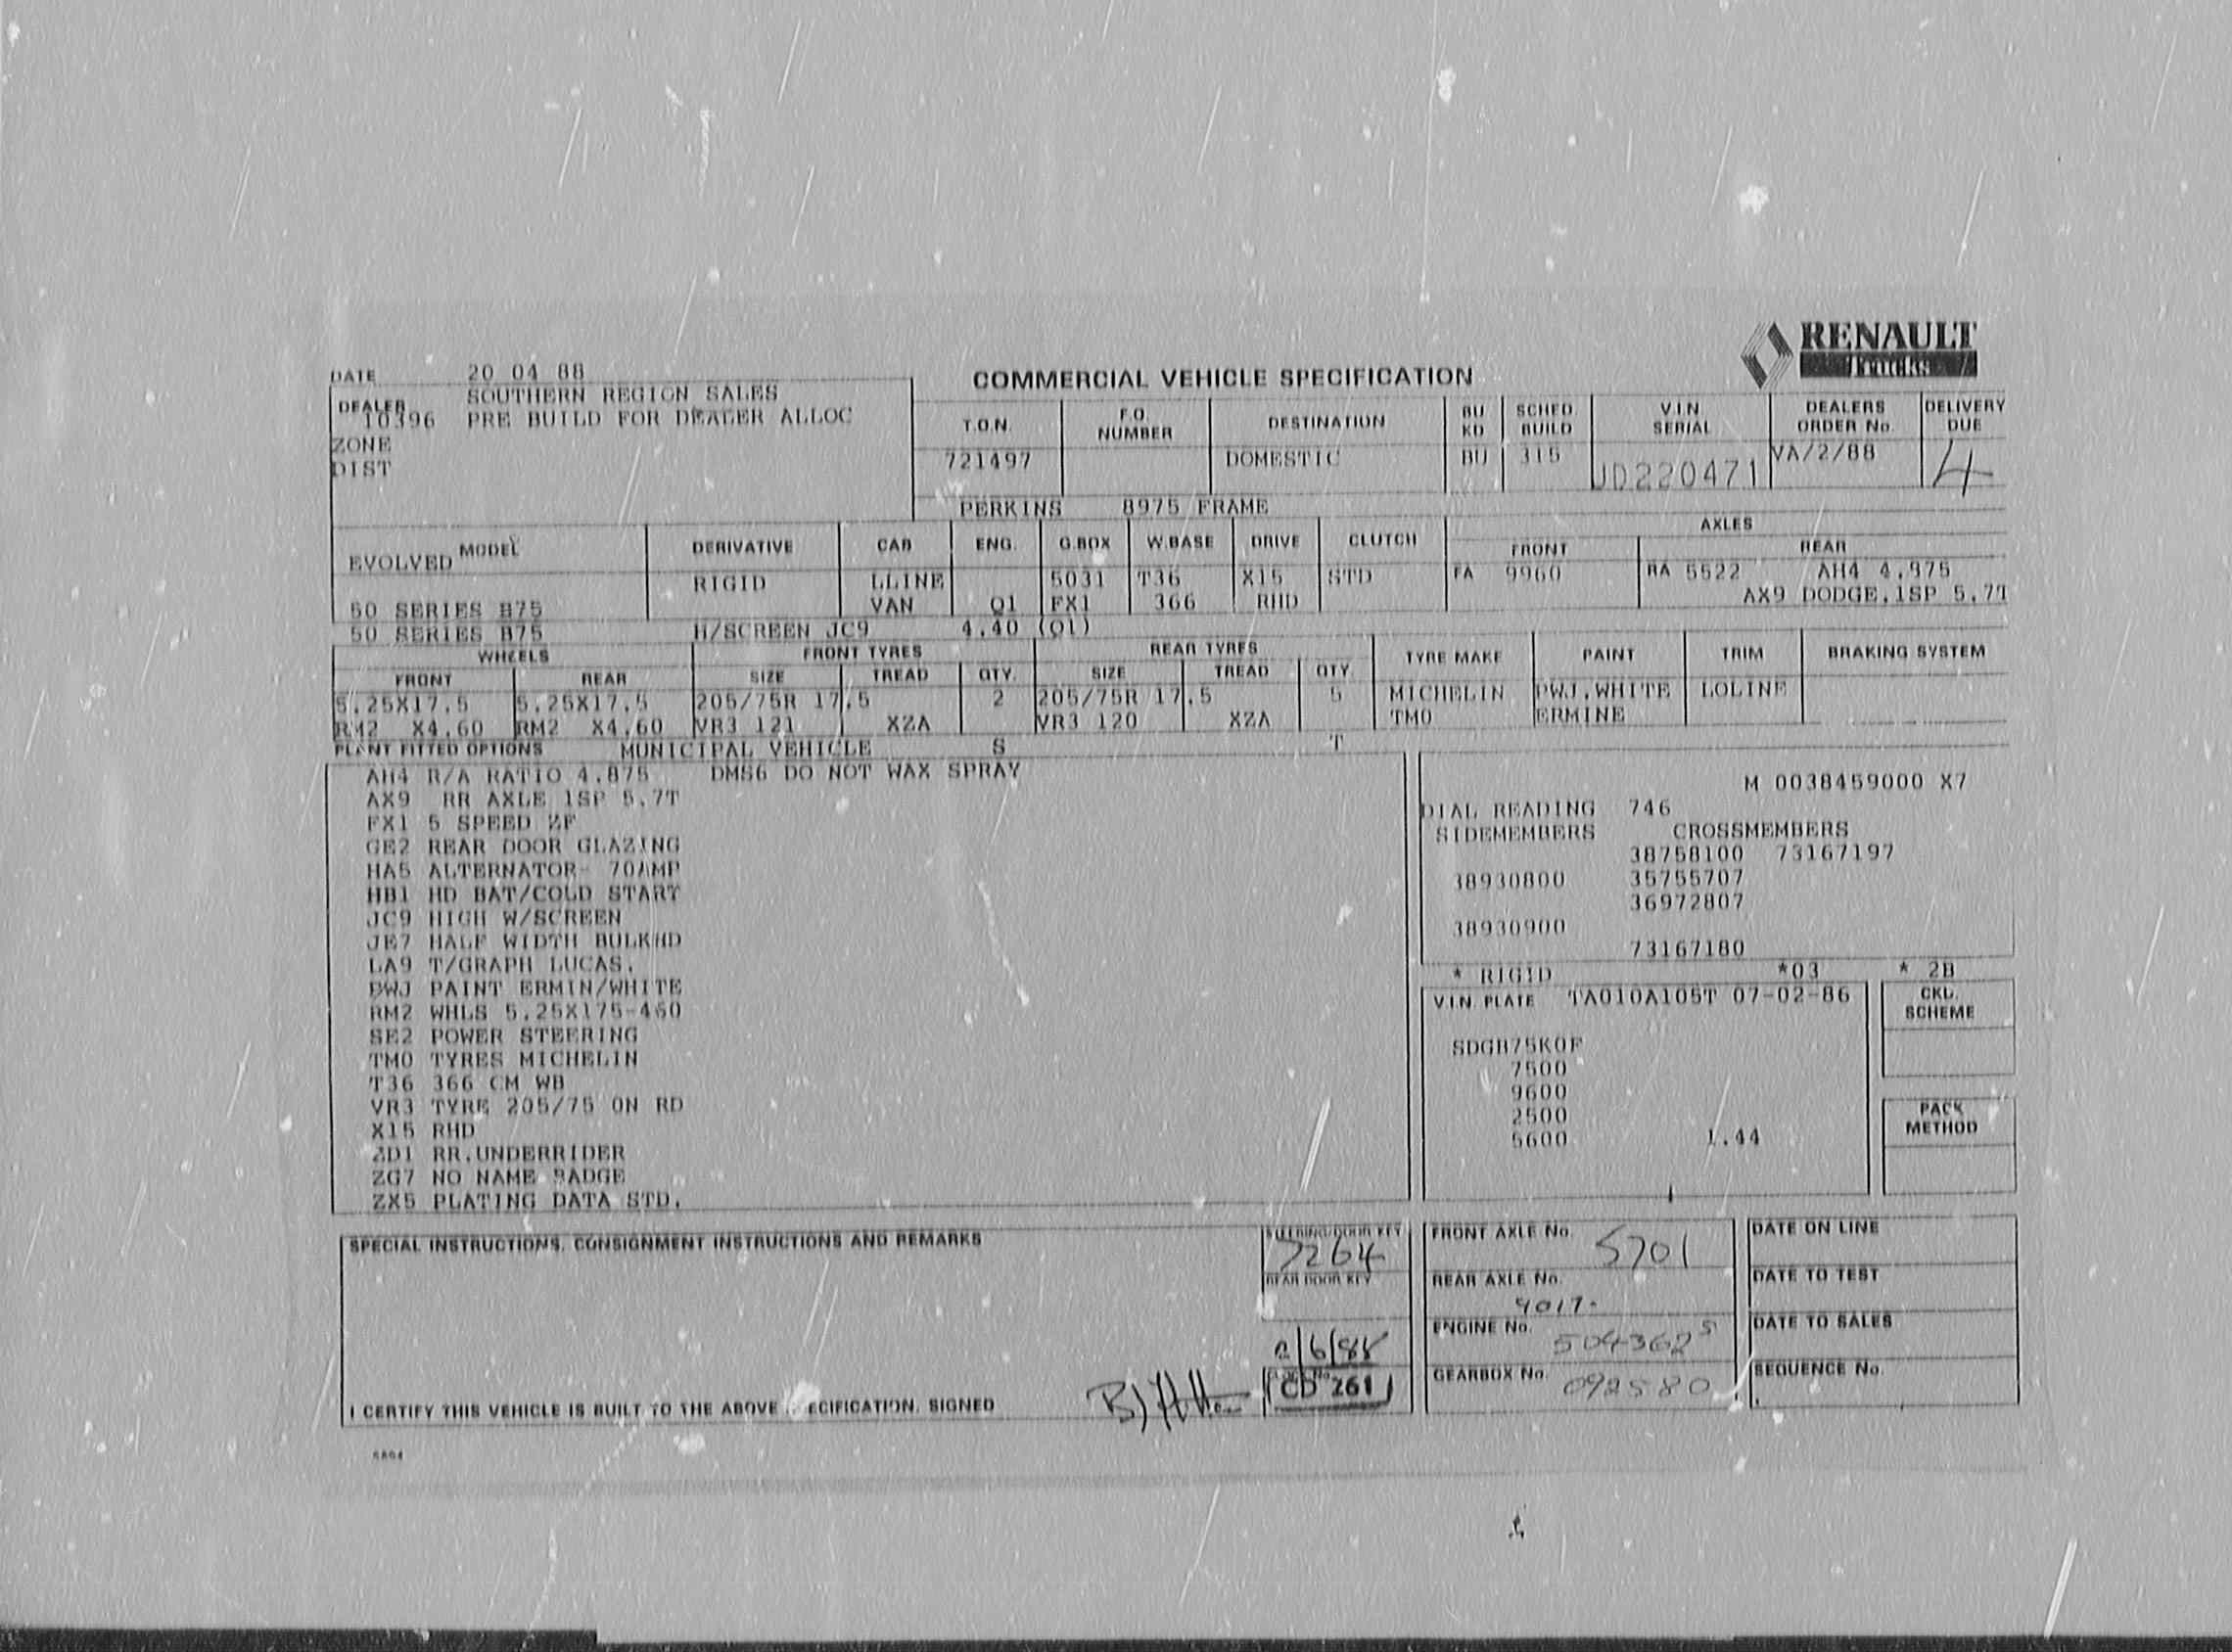 RENAULT
Trucks
DATE 20 04 88
COMMERCIAL VEHICLE SPECIFICATION
DEALER SOUTHERN REGION SALES
10396 PRE BUILD FOR DEALER ALLOC
ZONE
DIST
T.O.N. F.O. NUMBER DESTINATION BU KD SCHED BUILD V.I.N SERIAL DEALERS ORDER No. DELIVERY DUE
721497 DOMESTIC BU 315 JD220471 VA/2/88 4
PERKINS 8975 FRAME
AXLES
MODEL DERIVATIVE CAB ENG. G.BOX W.BASE DRIVE CLUTCH FRONT REAR
EVOLVED
RIGID LLINE 5031 T36 X15 STD FA 9960 RA 5522 AH4 4.875
50 SERIES B75 VAN Q1 FX1 366 RHD AX9 DODGE.1SP 5.7T
50 SERIES B75 H/SCREEN JC9 4.40 (Q1)
WHEELS FRONT TYRES REAR TYRES TYRE MAKE PAINT TRIM BRAKING SYSTEM
FRONT REAR SIZE TREAD QTY. SIZE TREAD QTY.
5.25X17.5 5.25X17.5 205/75R 17.5 2 205/75R 17.5 5 MICHELIN PWJ.WHITE LOLINE
RM2 X4.60 RM2 X4.60 VR3 121 XZA VR3 120 XZA TM0 ERMINE
PLANT FITTED OPTIONS MUNICIPAL VEHICLE S T
AH4 R/A RATIO 4.875 DMS6 DO NOT WAX SPRAY
AX9 RR AXLE 1SP 5.7T
FX1 5 SPEED ZF
GE2 REAR DOOR GLAZING
HA5 ALTERNATOR- 70AMP
HB1 HD BAT/COLD START
JC9 HIGH W/SCREEN
JE7 HALF WIDTH BULKHD
LA9 T/GRAPH LUCAS.
PWJ PAINT ERMIN/WHITE
RM2 WHLS 5.25X175-460
SE2 POWER STEERING
TM0 TYRES MICHELIN
T36 366 CM WB
VR3 TYRE 205/75 ON RD
X15 RHD
ZD1 RR.UNDERRIDER
ZG7 NO NAME BADGE
ZX5 PLATING DATA STD.
M 0038459000 X7
DIAL READING 746
SIDEMEMBERS CROSSMEMBERS
38758100 73167197
38930800 35755707
36972807
38930900
73167180
* RIGID *03 * 2B
V.I.N. PLATE TA010A105T 07-02-86
CKD. SCHEME
SDGB75K0F
7500
9600
2500
5600 1.44
PACK METHOD
SPECIAL INSTRUCTIONS, CONSIGNMENT INSTRUCTIONS AND REMARKS
STEERING/DOOR KEY
REAR DOOR KEY
CD 261
FRONT AXLE No. 5701
REAR AXLE No. 4017.
ENGINE No. 5043625
GEARBOX No. 092580
DATE ON LINE
DATE TO TEST
DATE TO SALES
SEQUENCE No.
I CERTIFY THIS VEHICLE IS BUILT TO THE ABOVE ECIFICATION. SIGNED